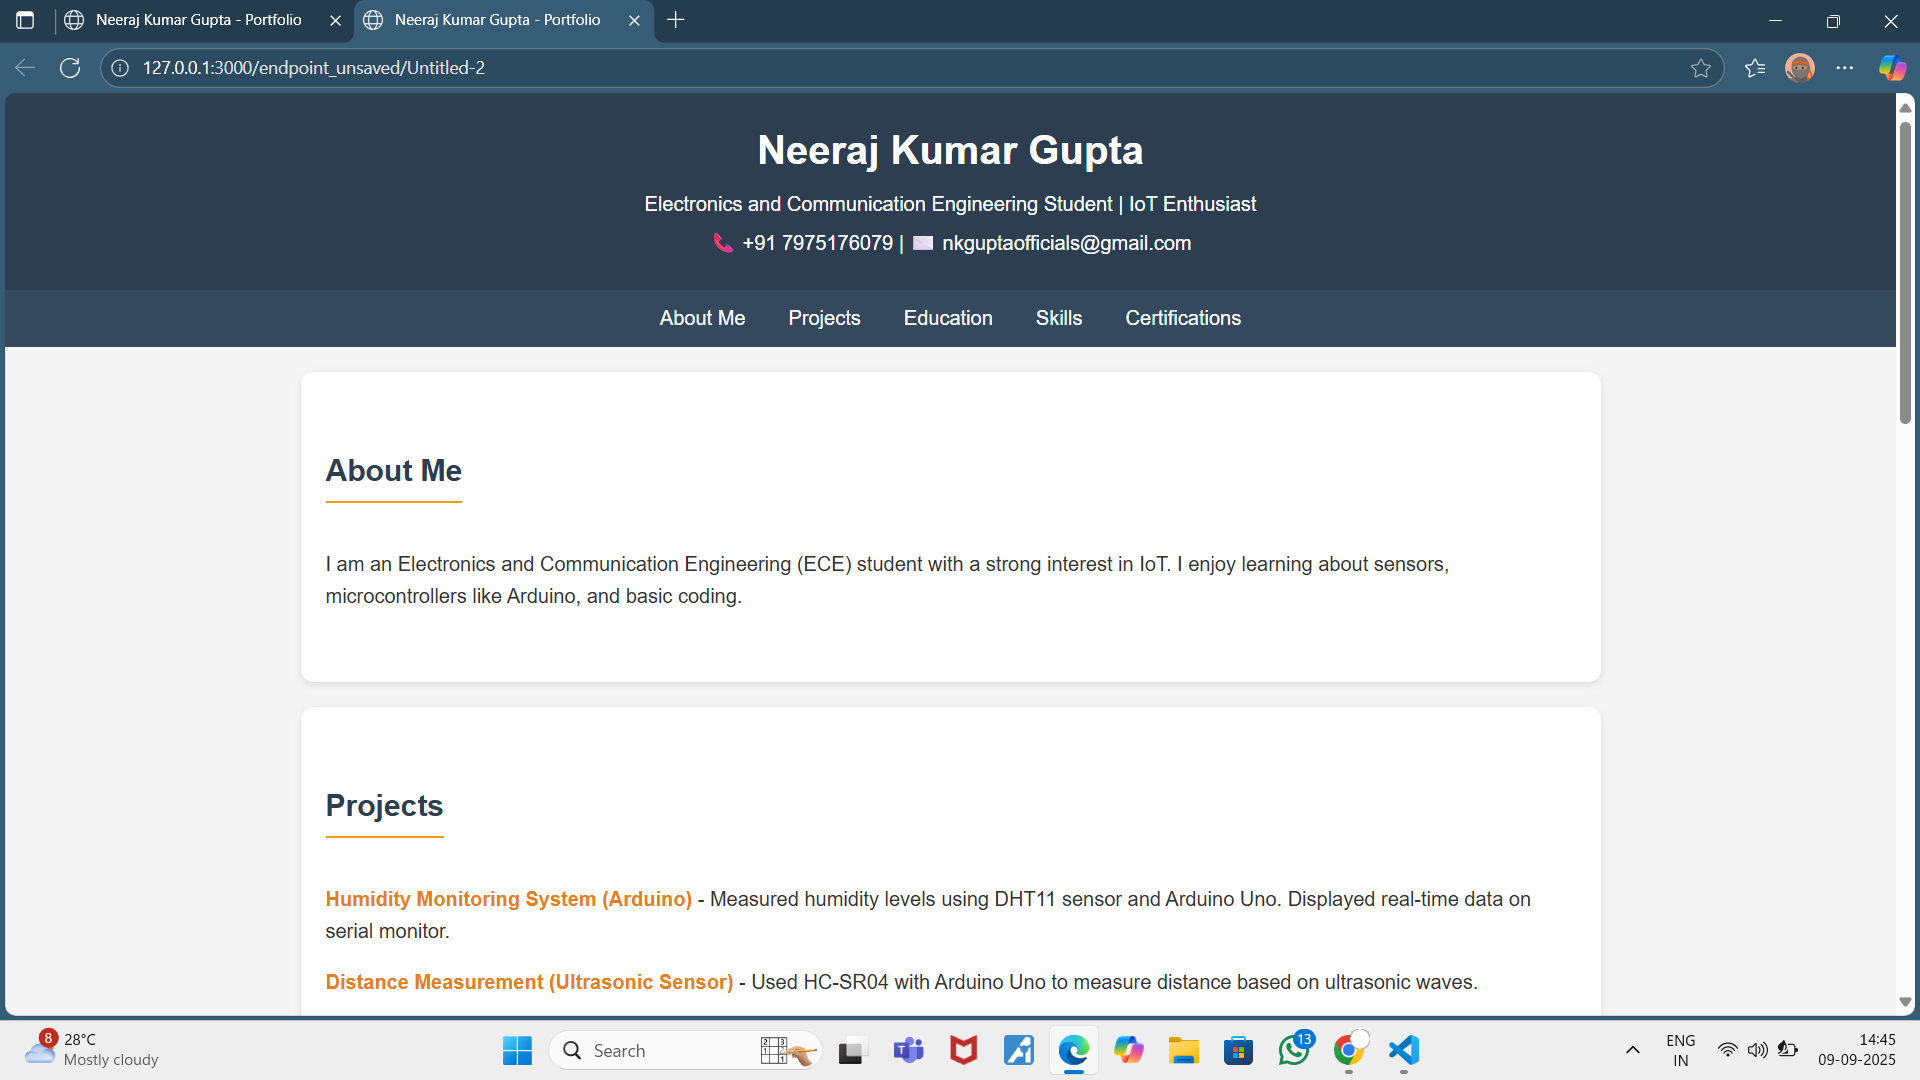 Neeraj Kumar Gupta - Portfolio
Neeraj Kumar Gupta - Portfolio
127.0.0.1:3000/endpoint_unsaved/Untitled-2
Neeraj Kumar Gupta
Electronics and Communication Engineering Student | IoT Enthusiast
📞 +91 7975176079 | ✉️ nkguptaofficials@gmail.com
About Me Projects Education Skills Certifications
About Me
I am an Electronics and Communication Engineering (ECE) student with a strong interest in IoT. I enjoy learning about sensors,
microcontrollers like Arduino, and basic coding.
Projects
Humidity Monitoring System (Arduino) - Measured humidity levels using DHT11 sensor and Arduino Uno. Displayed real-time data on
serial monitor.
Distance Measurement (Ultrasonic Sensor) - Used HC-SR04 with Arduino Uno to measure distance based on ultrasonic waves.
8
28°C
Mostly cloudy
Search
13
ENG
IN
14:45
09-09-2025